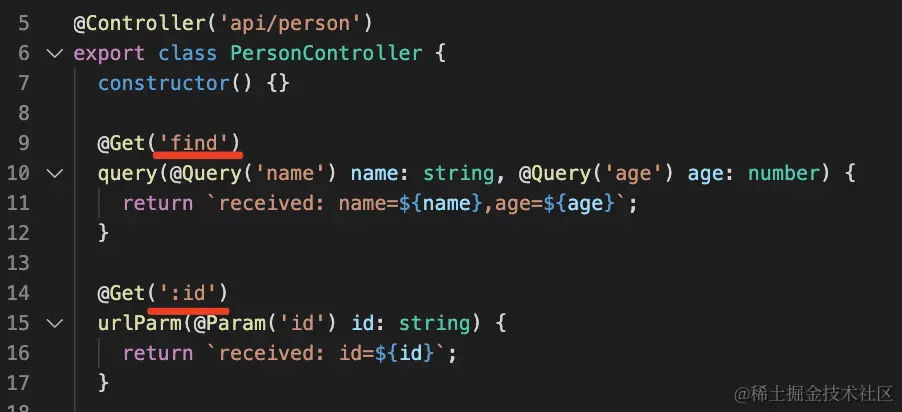 5 @Controller('api/person')
6 export class PersonController {
7 constructor() {}
8
9 @Get('find')
10 query(@Query('name') name: string, @Query('age') age: number) {
11 return `received: name=${name},age=${age}`;
12 }
13
14 @Get(':id')
15 urlParm(@Param('id') id: string) {
16 return `received: id=${id}`;
17 }
18
@稀土掘金技术社区